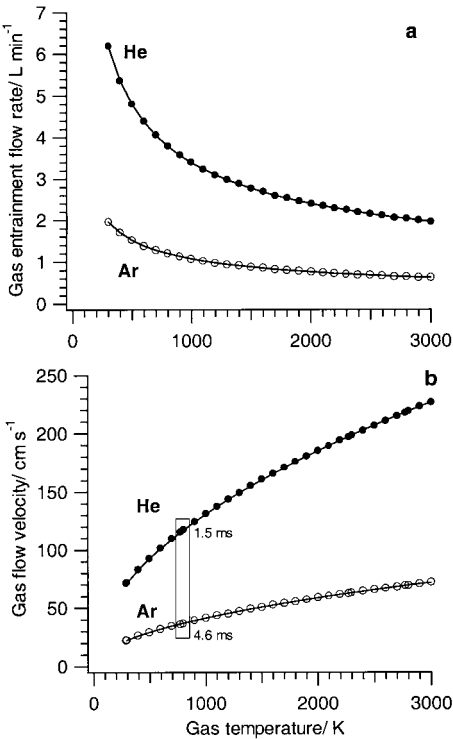 a
7
6
5
4
3
2
1
0
Gas entrainment flow rate/ L min⁻¹
He
Ar
0 1000 2000 3000
b
250
200
150
100
50
0
Gas flow velocity/ cm s⁻¹
He
1.5 ms
Ar
4.6 ms
0 1000 2000 3000
Gas temperature/ K